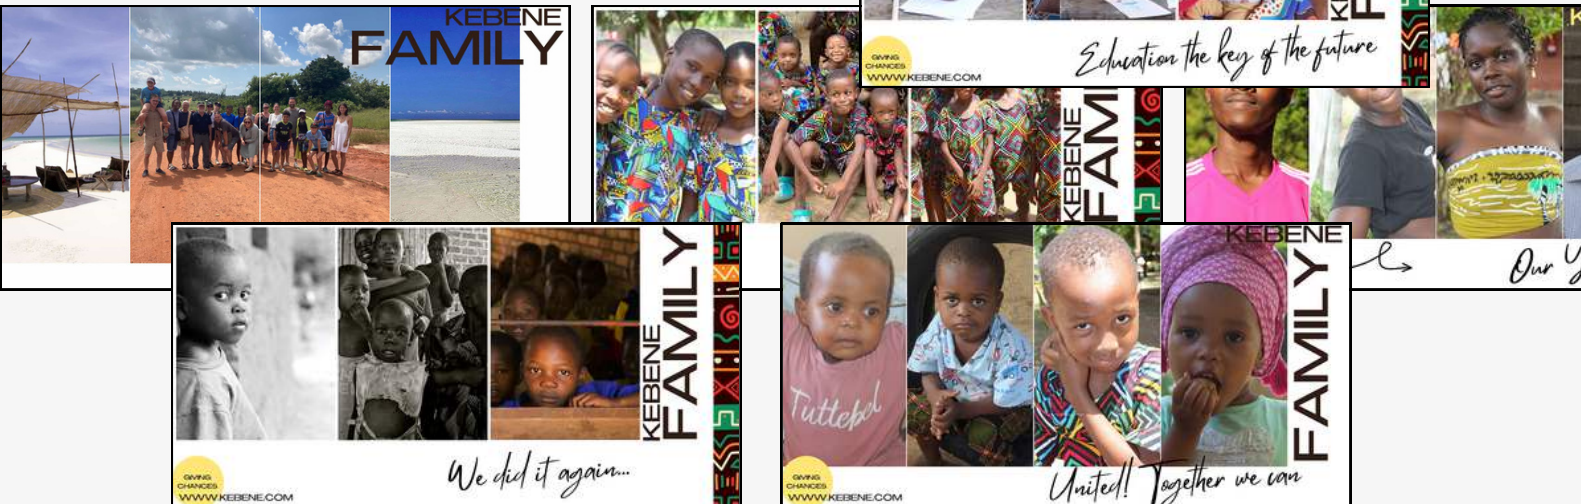 KEBENE
FAMILY
GIVING
CHANCES
WWW.KEBENE.COM
Education the key of the future
KEBENE
Our
KEBENE
FAMILY
GIVING
CHANCES
WWW.KEBENE.COM
We did it again...
KEBENE
FAMILY
Tuttebel
GIVING
CHANCES
WWW.KEBENE.COM
United! Together we can